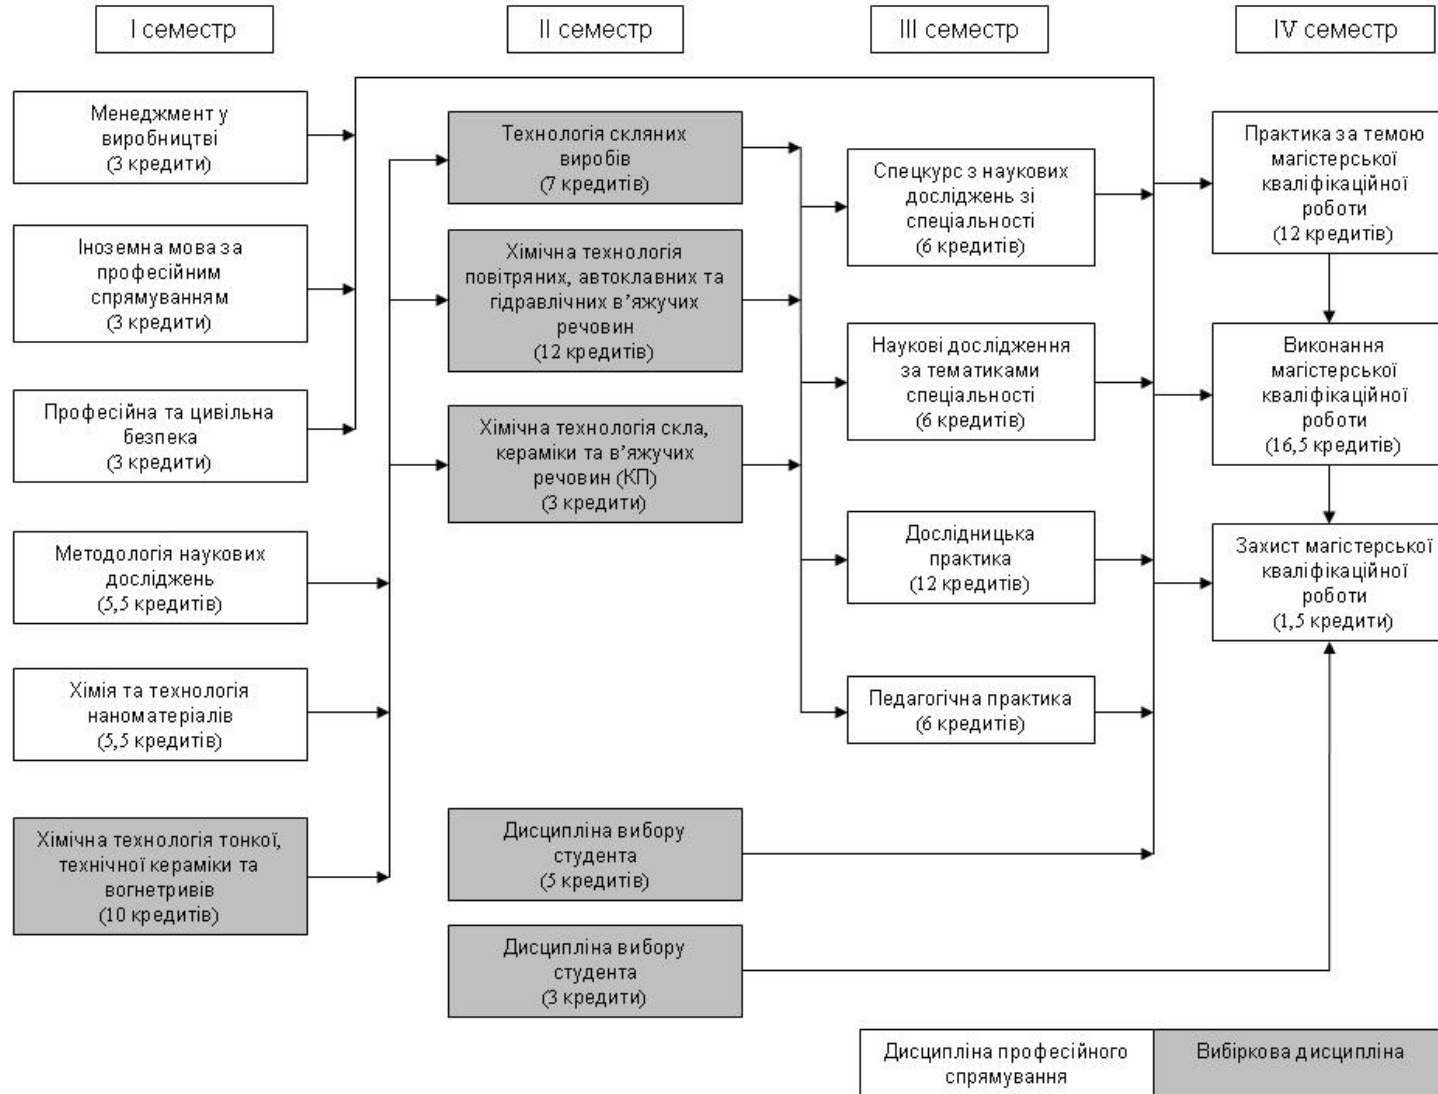 I семестр
II семестр
III семестр
IV семестр
Менеджмент у
виробництві
(3 кредити)
Іноземна мова за
професійним
спрямуванням
(3 кредити)
Професійна та цивільна
безпека
(3 кредити)
Методологія наукових
досліджень
(5,5 кредитів)
Хімія та технологія
наноматеріалів
(5,5 кредитів)
Хімічна технологія тонкої,
технічної кераміки та
вогнетривів
(10 кредитів)
Технологія скляних
виробів
(7 кредитів)
Хімічна технологія
повітряних, автоклавних та
гідравлічних в’яжучих
речовин
(12 кредитів)
Хімічна технологія скла,
кераміки та в’яжучих
речовин (КП)
(3 кредити)
Дисципліна вибору
студента
(5 кредитів)
Дисципліна вибору
студента
(3 кредити)
Спецкурс з наукових
досліджень зі
спеціальності
(6 кредитів)
Наукові дослідження
за тематиками
спеціальності
(6 кредитів)
Дослідницька
практика
(12 кредитів)
Педагогічна практика
(6 кредитів)
Практика за темою
магістерської
кваліфікаційної
роботи
(12 кредитів)
Виконання
магістерської
кваліфікаційної
роботи
(16,5 кредитів)
Захист магістерської
кваліфікаційної
роботи
(1,5 кредити)
Дисципліна професійного
спрямування
Вибіркова дисципліна